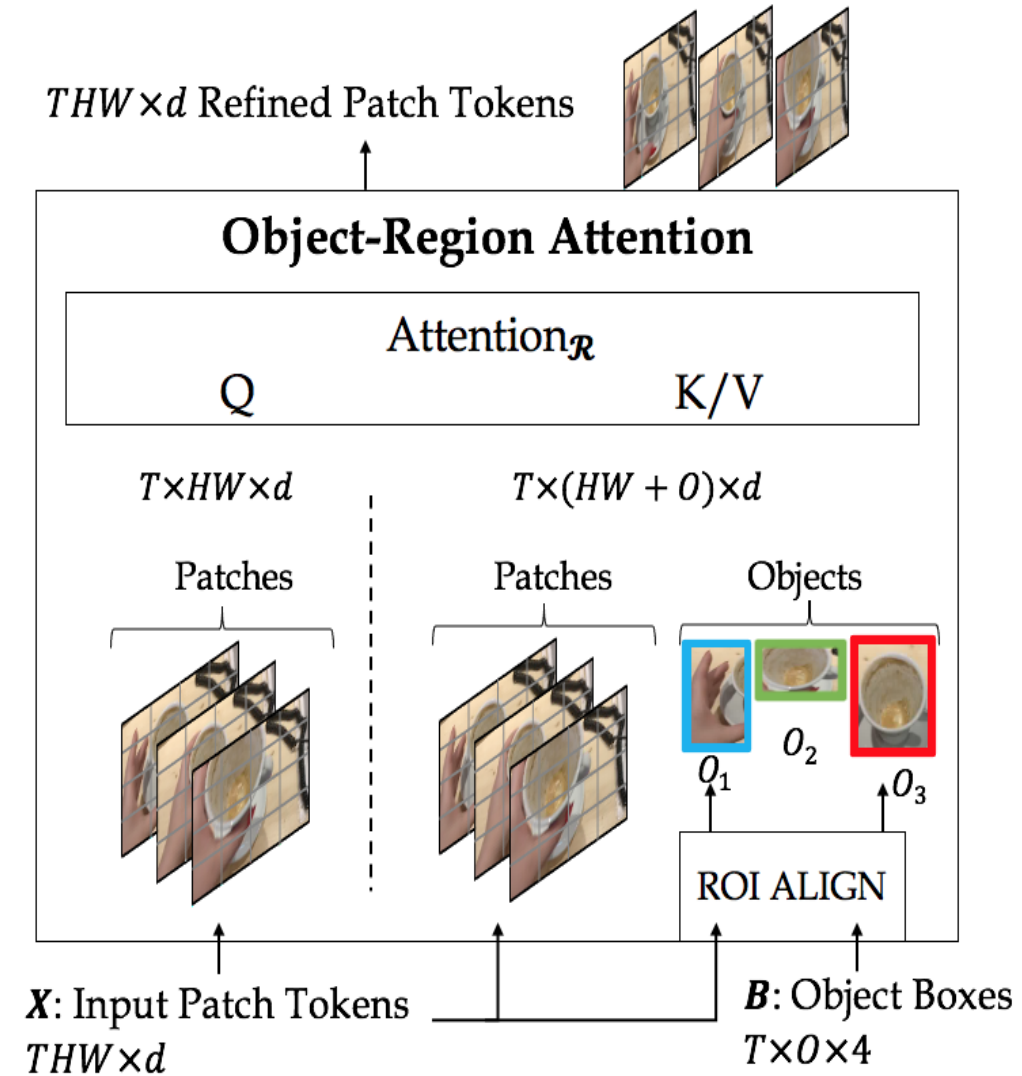 THW×d Refined Patch Tokens
Object-Region Attention
Attention𝓡
Q K/V
T×HW×d T×(HW + O)×d
Patches Patches Objects
O₁ O₂ O₃
ROI ALIGN
X: Input Patch Tokens B: Object Boxes
THW×d T×O×4